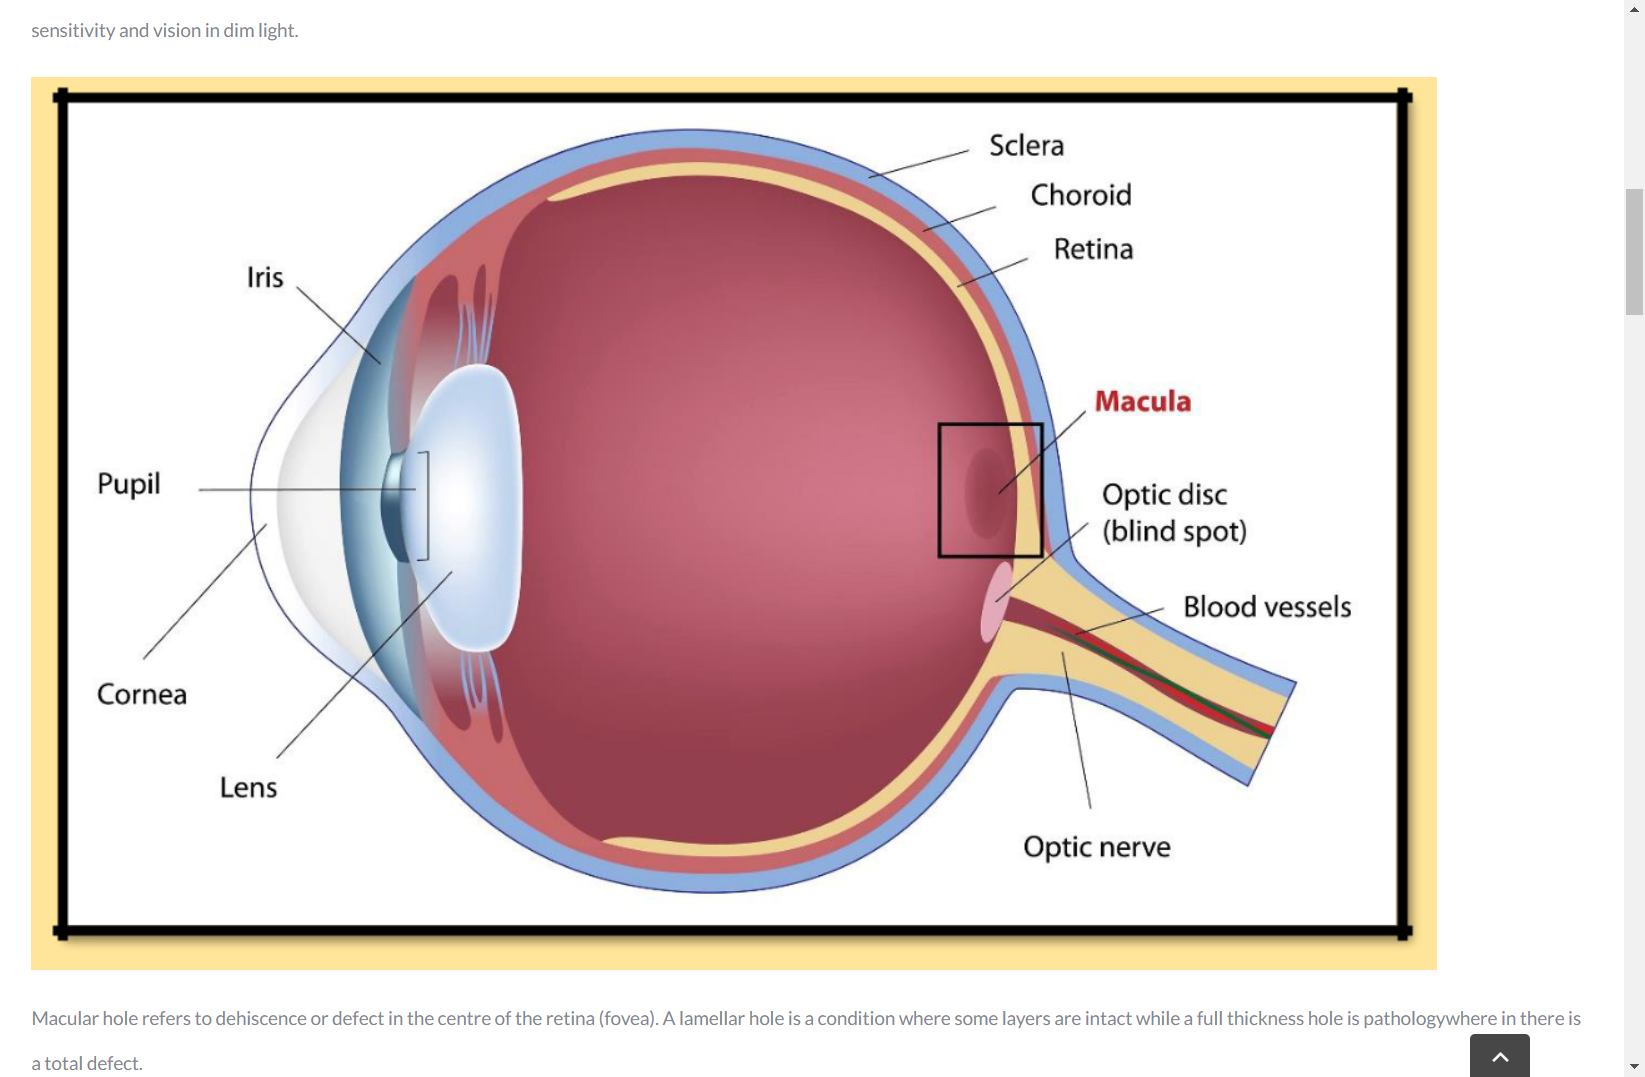 sensitivity and vision in dim light.
Sclera
Choroid
Retina
Iris
Macula
Pupil
Optic disc
(blind spot)
Blood vessels
Cornea
Lens
Optic nerve
Macular hole refers to dehiscence or defect in the centre of the retina (fovea). A lamellar hole is a condition where some layers are intact while a full thickness hole is pathologywhere in there is
a total defect.